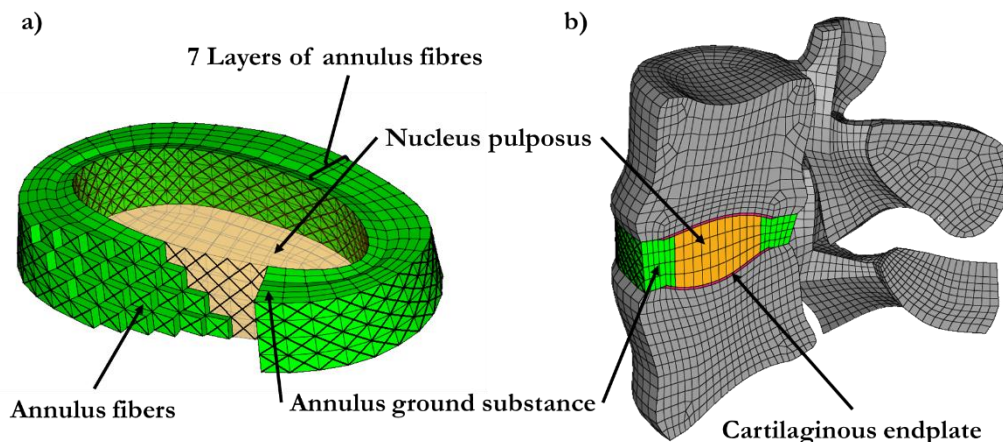 a)
b)
7 Layers of annulus fibres
Nucleus pulposus
Annulus fibers
Annulus ground substance
Cartilaginous endplate